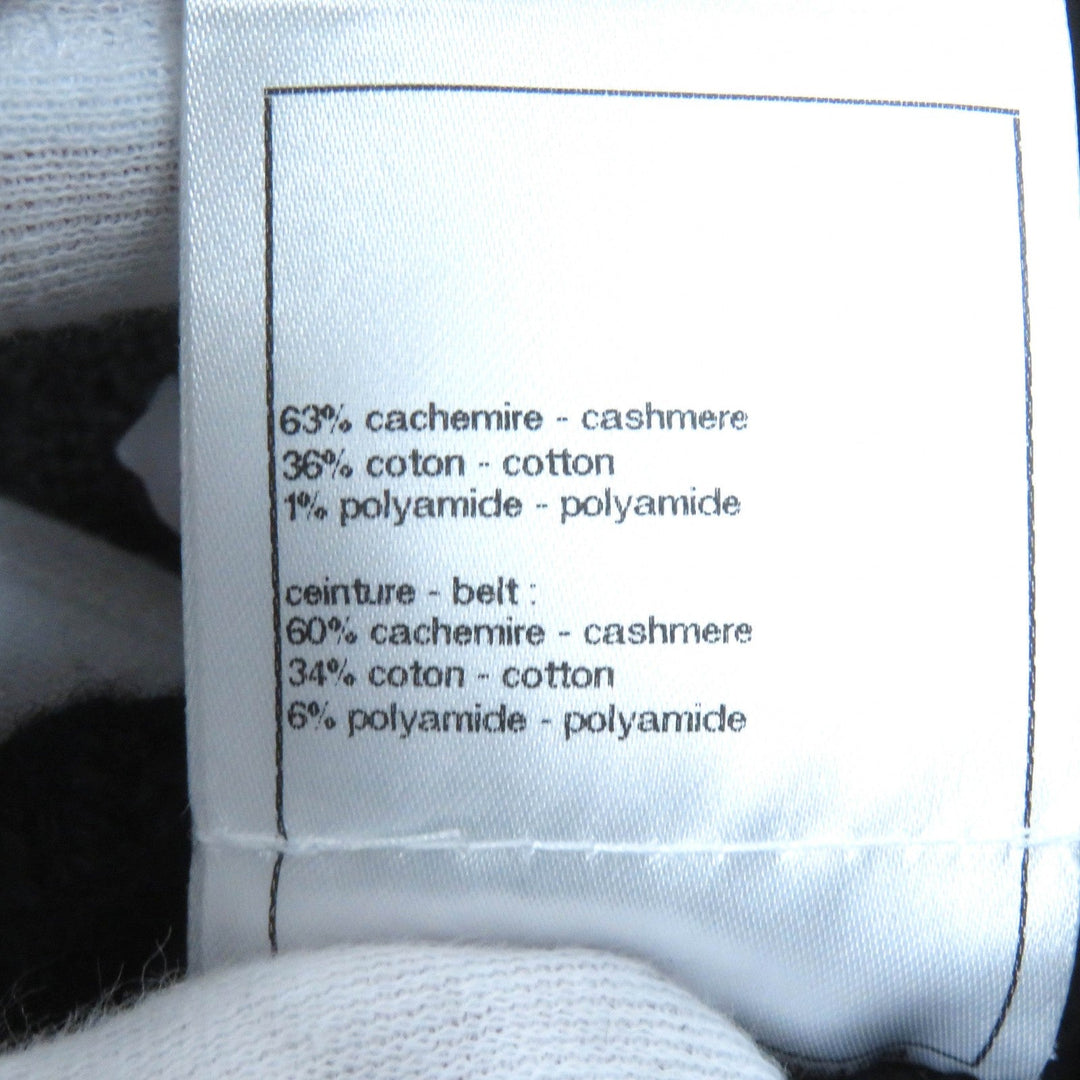 63% cachemire - cashmere
36% coton - cotton
1% polyamide - polyamide
ceinture - belt :
60% cachemire - cashmere
34% coton - cotton
6% polyamide - polyamide